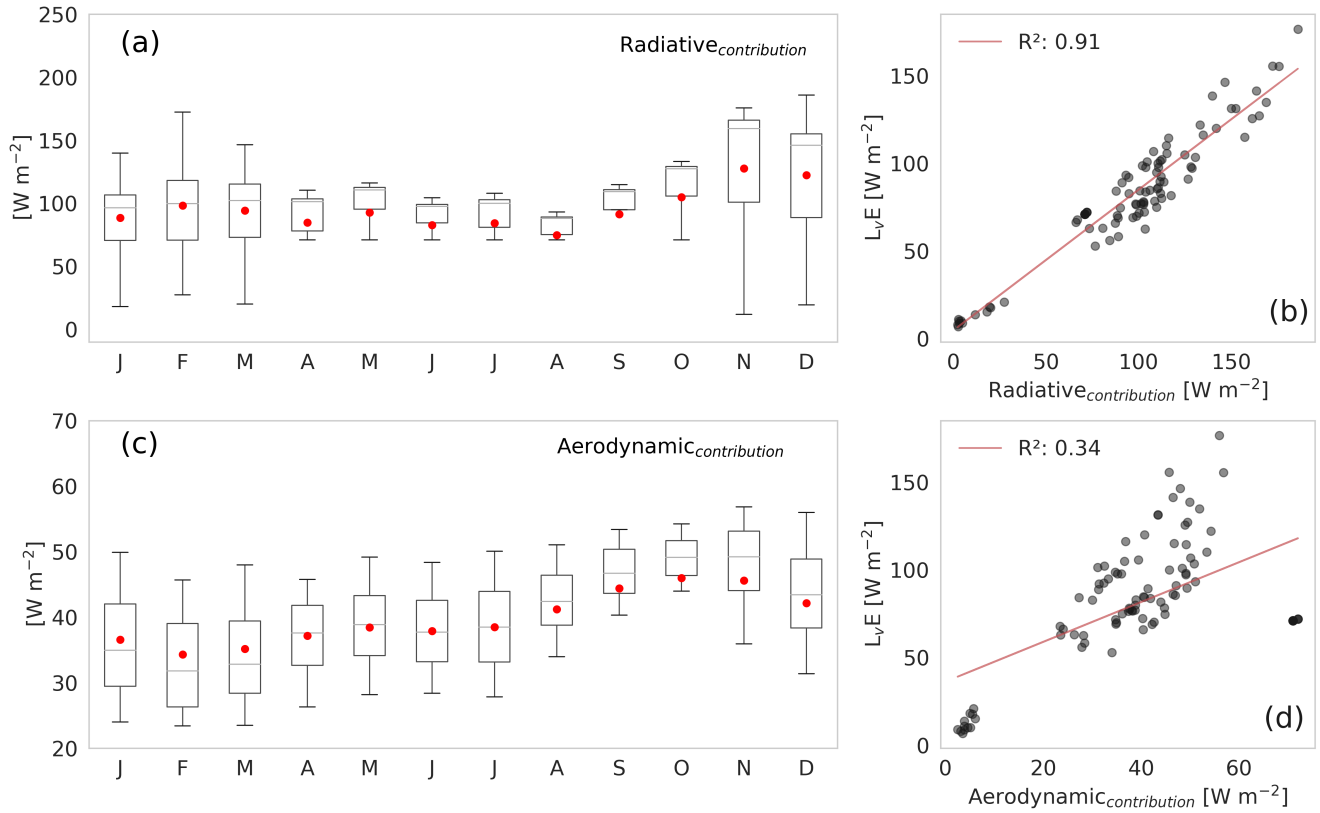 (a)
Radiative_contribution
[W m⁻²]
250
200
150
100
50
0
J F M A M J J A S O N D
R²: 0.91
(b)
LᵥE [W m⁻²]
150
100
50
0
0 50 100 150
Radiative_contribution [W m⁻²]
(c)
Aerodynamic_contribution
[W m⁻²]
70
60
50
40
30
20
J F M A M J J A S O N D
R²: 0.34
(d)
LᵥE [W m⁻²]
150
100
50
0
0 20 40 60
Aerodynamic_contribution [W m⁻²]